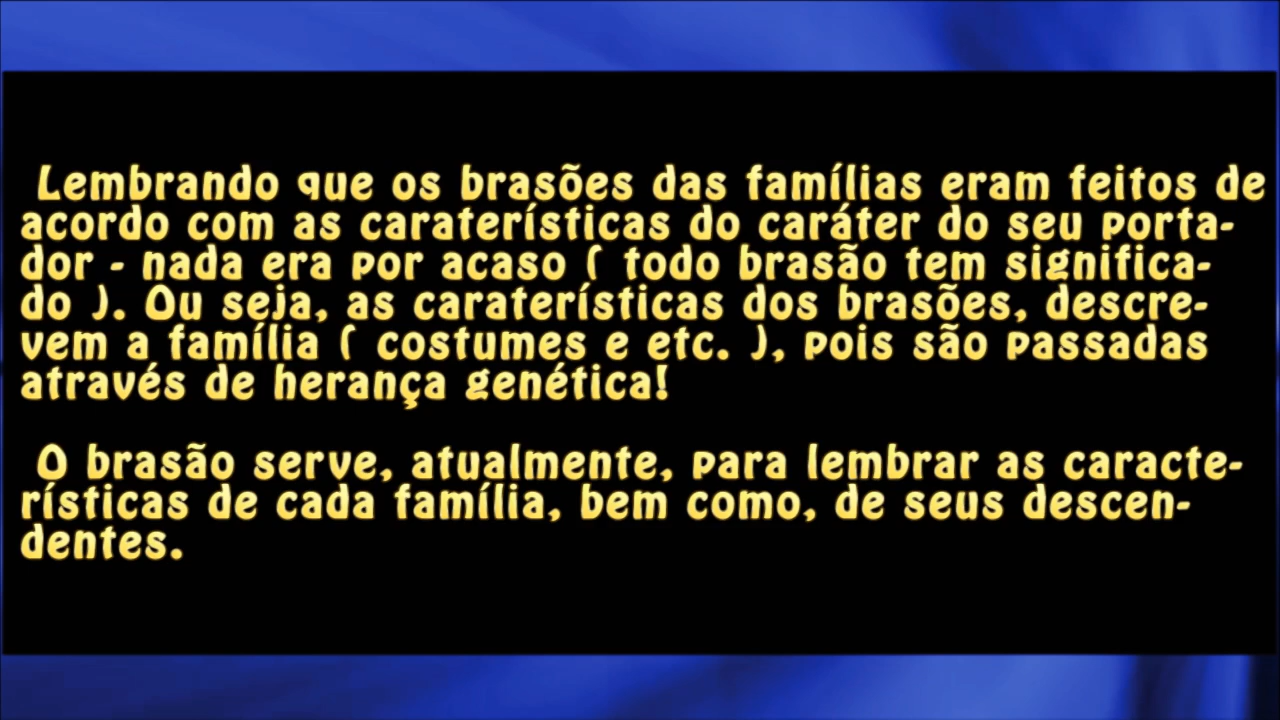 Lembrando que os brasões das famílias eram feitos de
acordo com as caraterísticas do caráter do seu porta-
dor - nada era por acaso ( todo brasão tem significa-
do ). Ou seja, as caraterísticas dos brasões, descre-
vem a família ( costumes e etc. ), pois são passadas
através de herança genética!
O brasão serve, atualmente, para lembrar as caracte-
rísticas de cada família, bem como, de seus descen-
dentes.